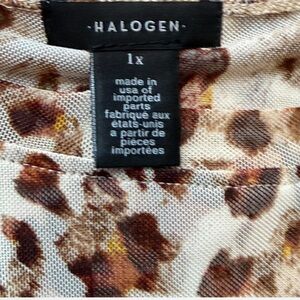 ·HALOGEN·
1x
made in
usa of
imported
parts
fabriqué aux
états-unis
a partir de
pièces
importées